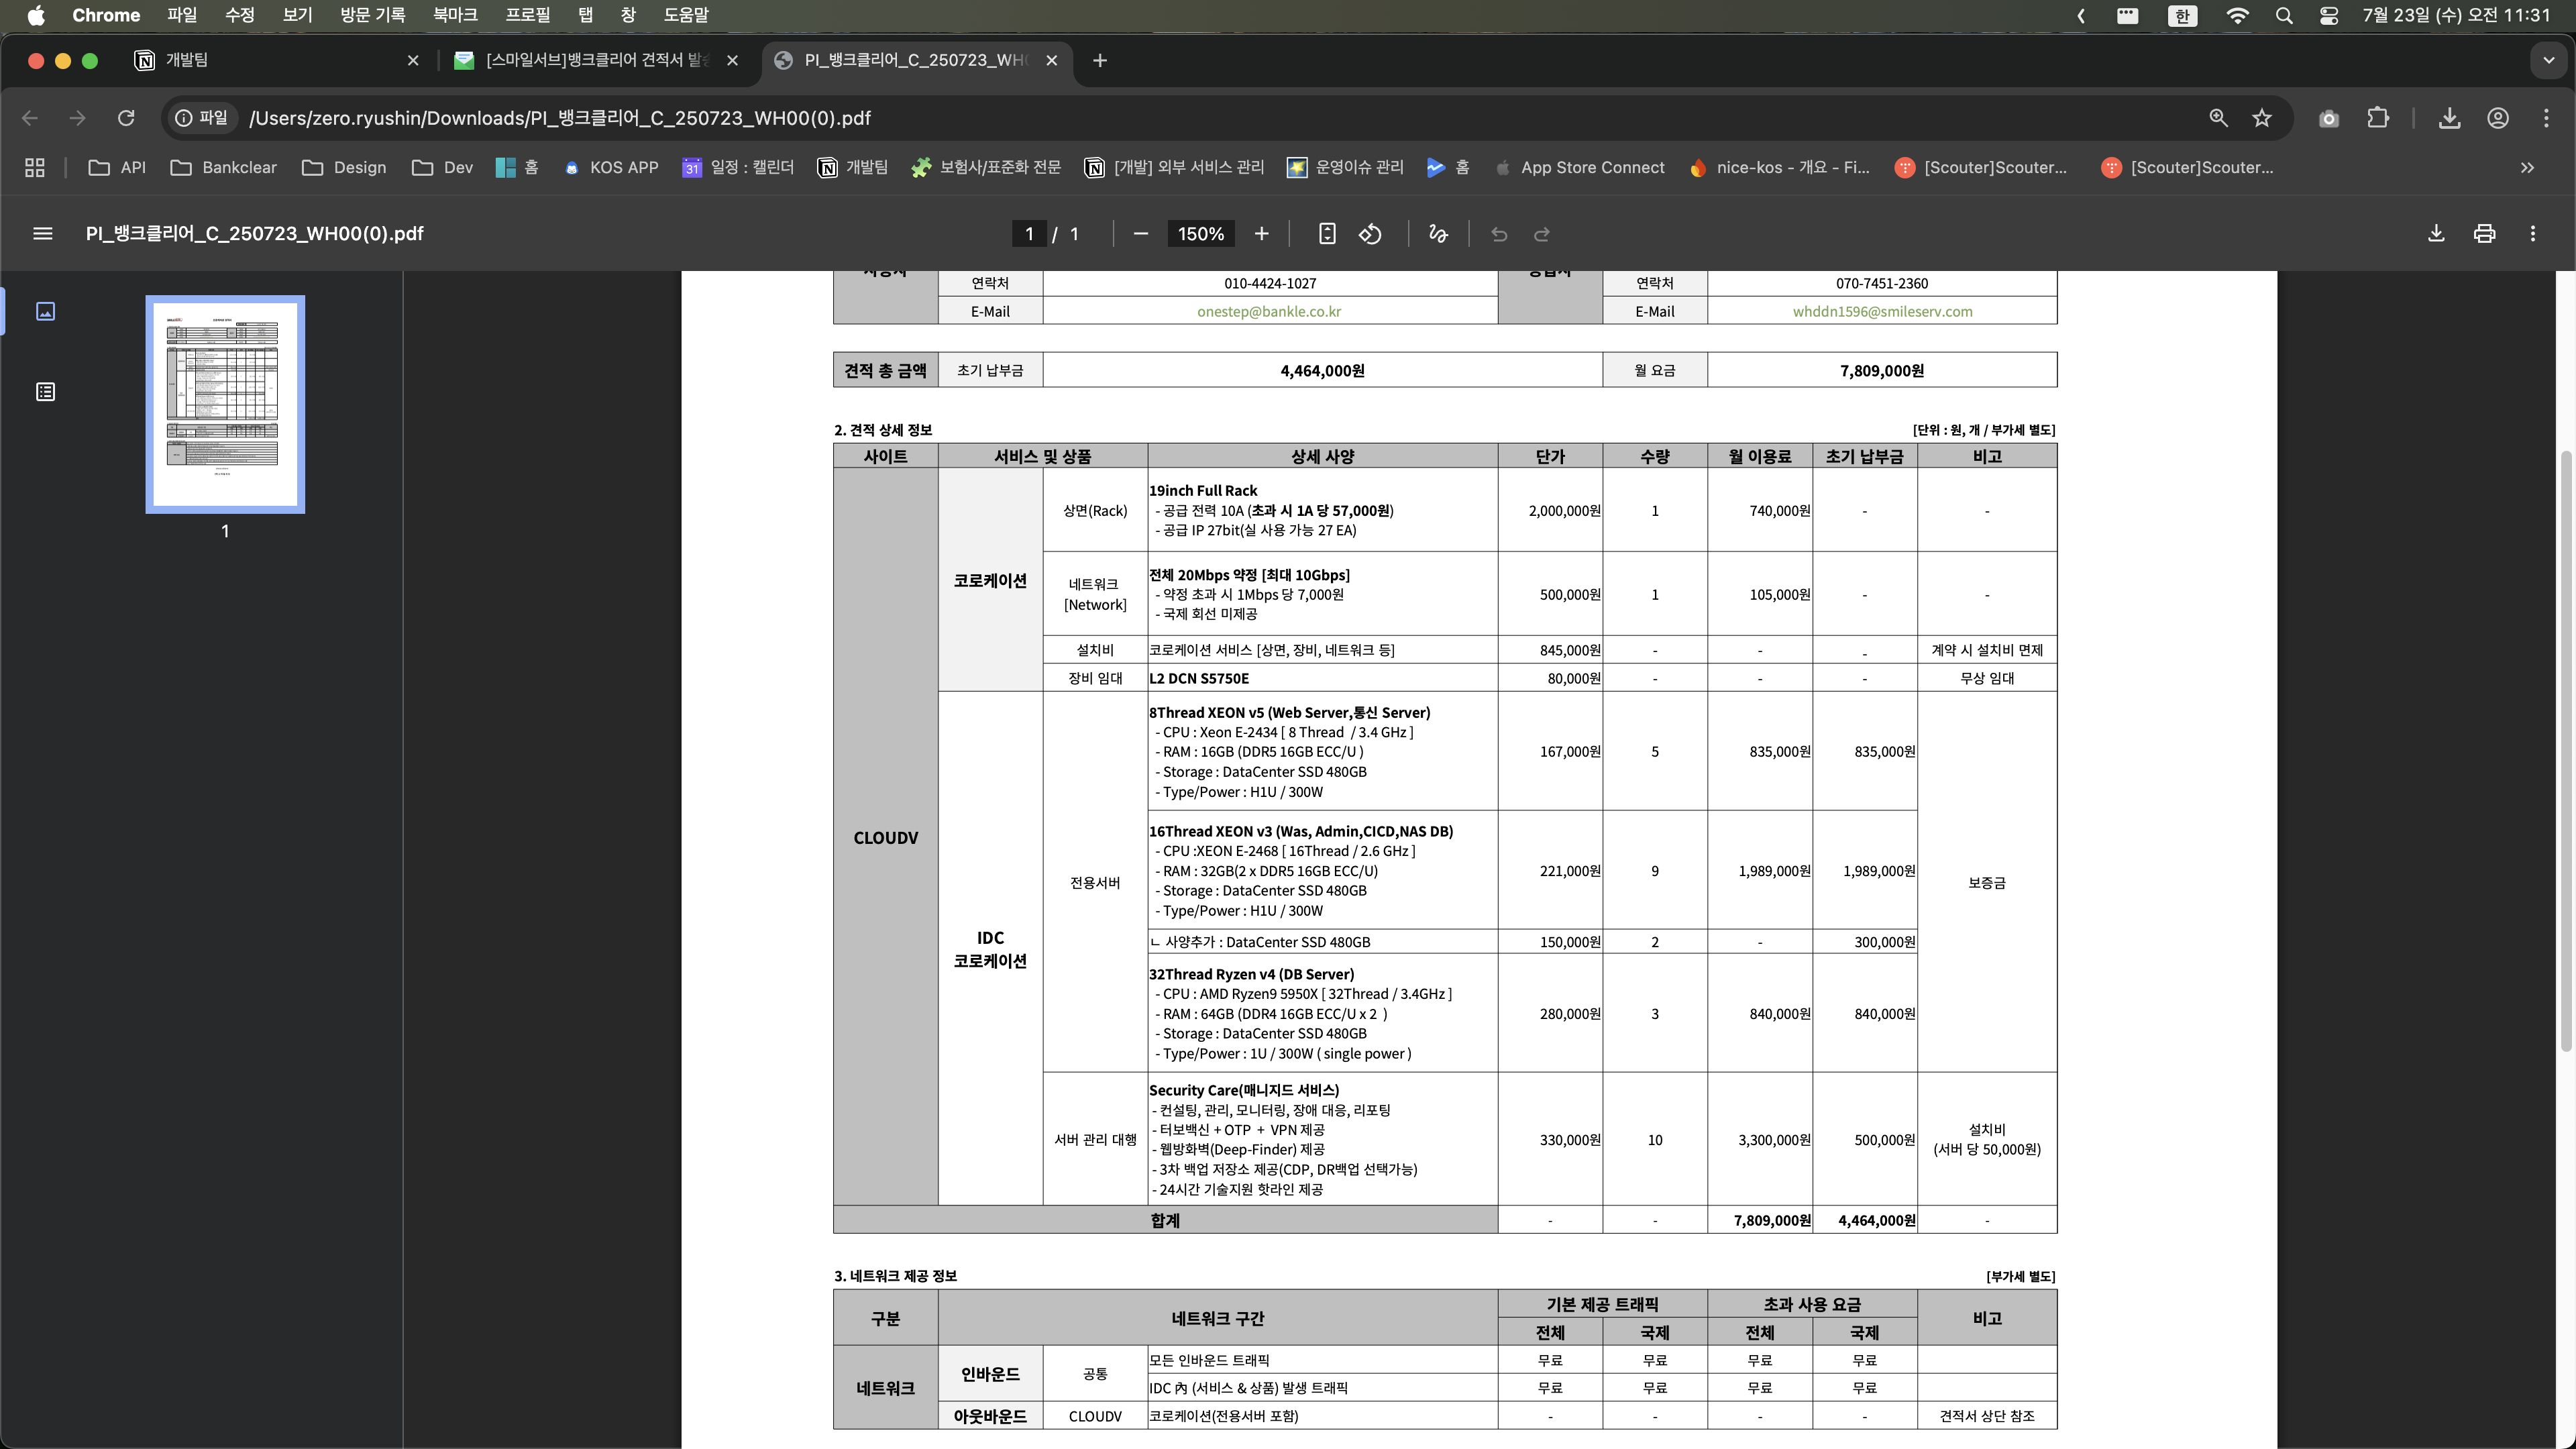 Chrome 파일 수정 보기 방문 기록 북마크 프로필 탭 창 도움말 한 7월 23일 (수) 오전 11:31
개발팀
[스마일서브]뱅크클리어 견적서 발
PI_뱅크클리어_C_250723_WH
파일 /Users/zero.ryushin/Downloads/PI_뱅크클리어_C_250723_WH00(0).pdf
API Bankclear Design Dev 홈 KOS APP 31 일정 : 캘린더 개발팀 보험사/표준화 전문 [개발] 외부 서비스 관리 운영이슈 관리 홈 App Store Connect nice-kos - 개요 - Fi... [Scouter]Scouter... [Scouter]Scouter...
PI_뱅크클리어_C_250723_WH00(0).pdf 1 / 1 150%
1
연락처 010-4424-1027 연락처 070-7451-2360
E-Mail onestep@bankle.co.kr E-Mail whddn1596@smileserv.com
견적 총 금액 초기 납부금 4,464,000원 월 요금 7,809,000원
2. 견적 상세 정보 [단위 : 원, 개 / 부가세 별도]
사이트 서비스 및 상품 상세 사양 단가 수량 월 이용료 초기 납부금 비고
CLOUDV
코로케이션
상면(Rack)
19inch Full Rack
- 공급 전력 10A (초과 시 1A 당 57,000원)
- 공급 IP 27bit(실 사용 가능 27 EA)
2,000,000원 1 740,000원 - -
네트워크
[Network]
전체 20Mbps 약정 [최대 10Gbps]
- 약정 초과 시 1Mbps 당 7,000원
- 국제 회선 미제공
500,000원 1 105,000원 - -
설치비 코로케이션 서비스 [상면, 장비, 네트워크 등] 845,000원 - - - 계약 시 설치비 면제
장비 임대 L2 DCN S5750E 80,000원 - - - 무상 임대
IDC
코로케이션
전용서버
8Thread XEON v5 (Web Server,통신 Server)
- CPU : Xeon E-2434 [ 8 Thread / 3.4 GHz ]
- RAM : 16GB (DDR5 16GB ECC/U )
- Storage : DataCenter SSD 480GB
- Type/Power : H1U / 300W
167,000원 5 835,000원 835,000원
16Thread XEON v3 (Was, Admin,CICD,NAS DB)
- CPU :XEON E-2468 [ 16Thread / 2.6 GHz ]
- RAM : 32GB(2 x DDR5 16GB ECC/U)
- Storage : DataCenter SSD 480GB
- Type/Power : H1U / 300W
221,000원 9 1,989,000원 1,989,000원
보증금
ㄴ 사양추가 : DataCenter SSD 480GB 150,000원 2 - 300,000원
32Thread Ryzen v4 (DB Server)
- CPU : AMD Ryzen9 5950X [ 32Thread / 3.4GHz ]
- RAM : 64GB (DDR4 16GB ECC/U x 2 )
- Storage : DataCenter SSD 480GB
- Type/Power : 1U / 300W ( single power )
280,000원 3 840,000원 840,000원
서버 관리 대행
Security Care(매니지드 서비스)
- 컨설팅, 관리, 모니터링, 장애 대응, 리포팅
- 터보백신 + OTP + VPN 제공
- 웹방화벽(Deep-Finder) 제공
- 3차 백업 저장소 제공(CDP, DR백업 선택가능)
- 24시간 기술지원 핫라인 제공
330,000원 10 3,300,000원 500,000원
설치비
(서버 당 50,000원)
합계 - - 7,809,000원 4,464,000원 -
3. 네트워크 제공 정보 [부가세 별도]
구분 네트워크 구간 기본 제공 트래픽 초과 사용 요금 비고
전체 국제 전체 국제
네트워크
인바운드 공통
모든 인바운드 트래픽 무료 무료 무료 무료
IDC 內 (서비스 & 상품) 발생 트래픽 무료 무료 무료 무료
아웃바운드 CLOUDV 코로케이션(전용서버 포함) - - - - 견적서 상단 참조